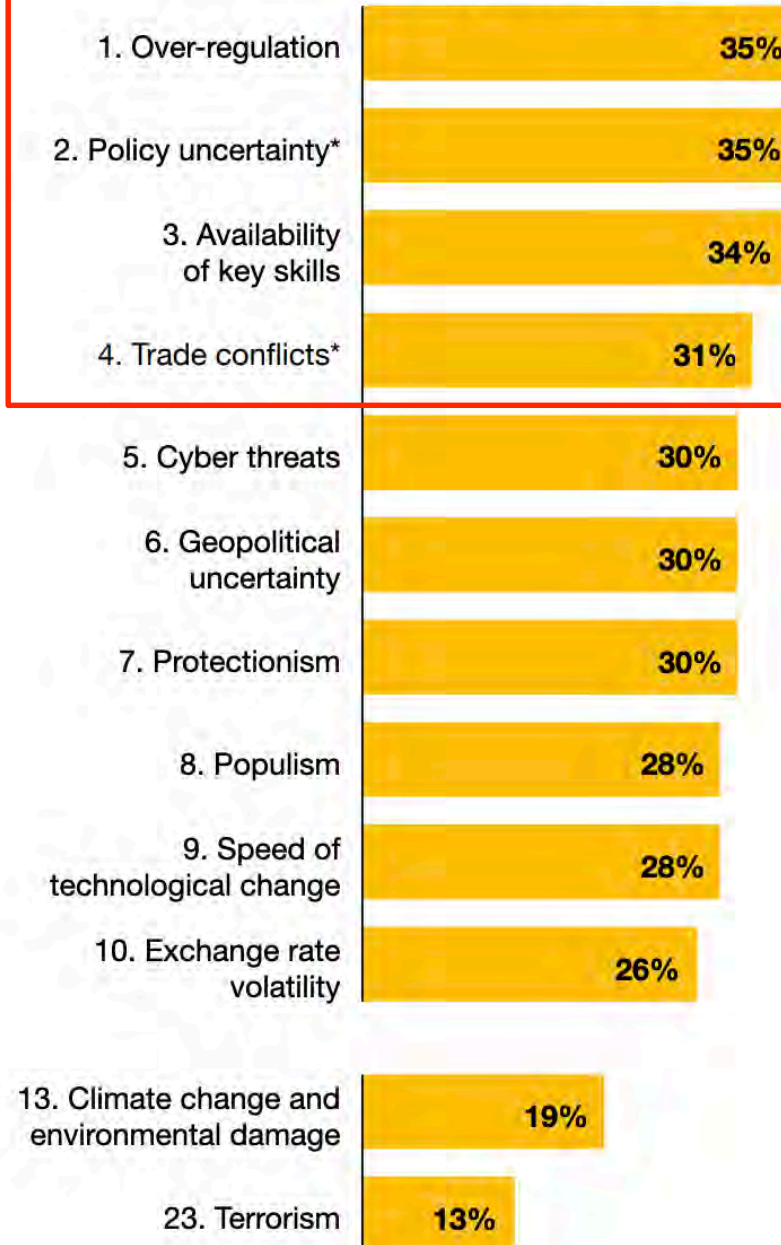 1. Over-regulation 35%
2. Policy uncertainty* 35%
3. Availability
of key skills 34%
4. Trade conflicts* 31%
5. Cyber threats 30%
6. Geopolitical
uncertainty 30%
7. Protectionism 30%
8. Populism 28%
9. Speed of
technological change 28%
10. Exchange rate
volatility 26%
13. Climate change and
environmental damage 19%
23. Terrorism 13%